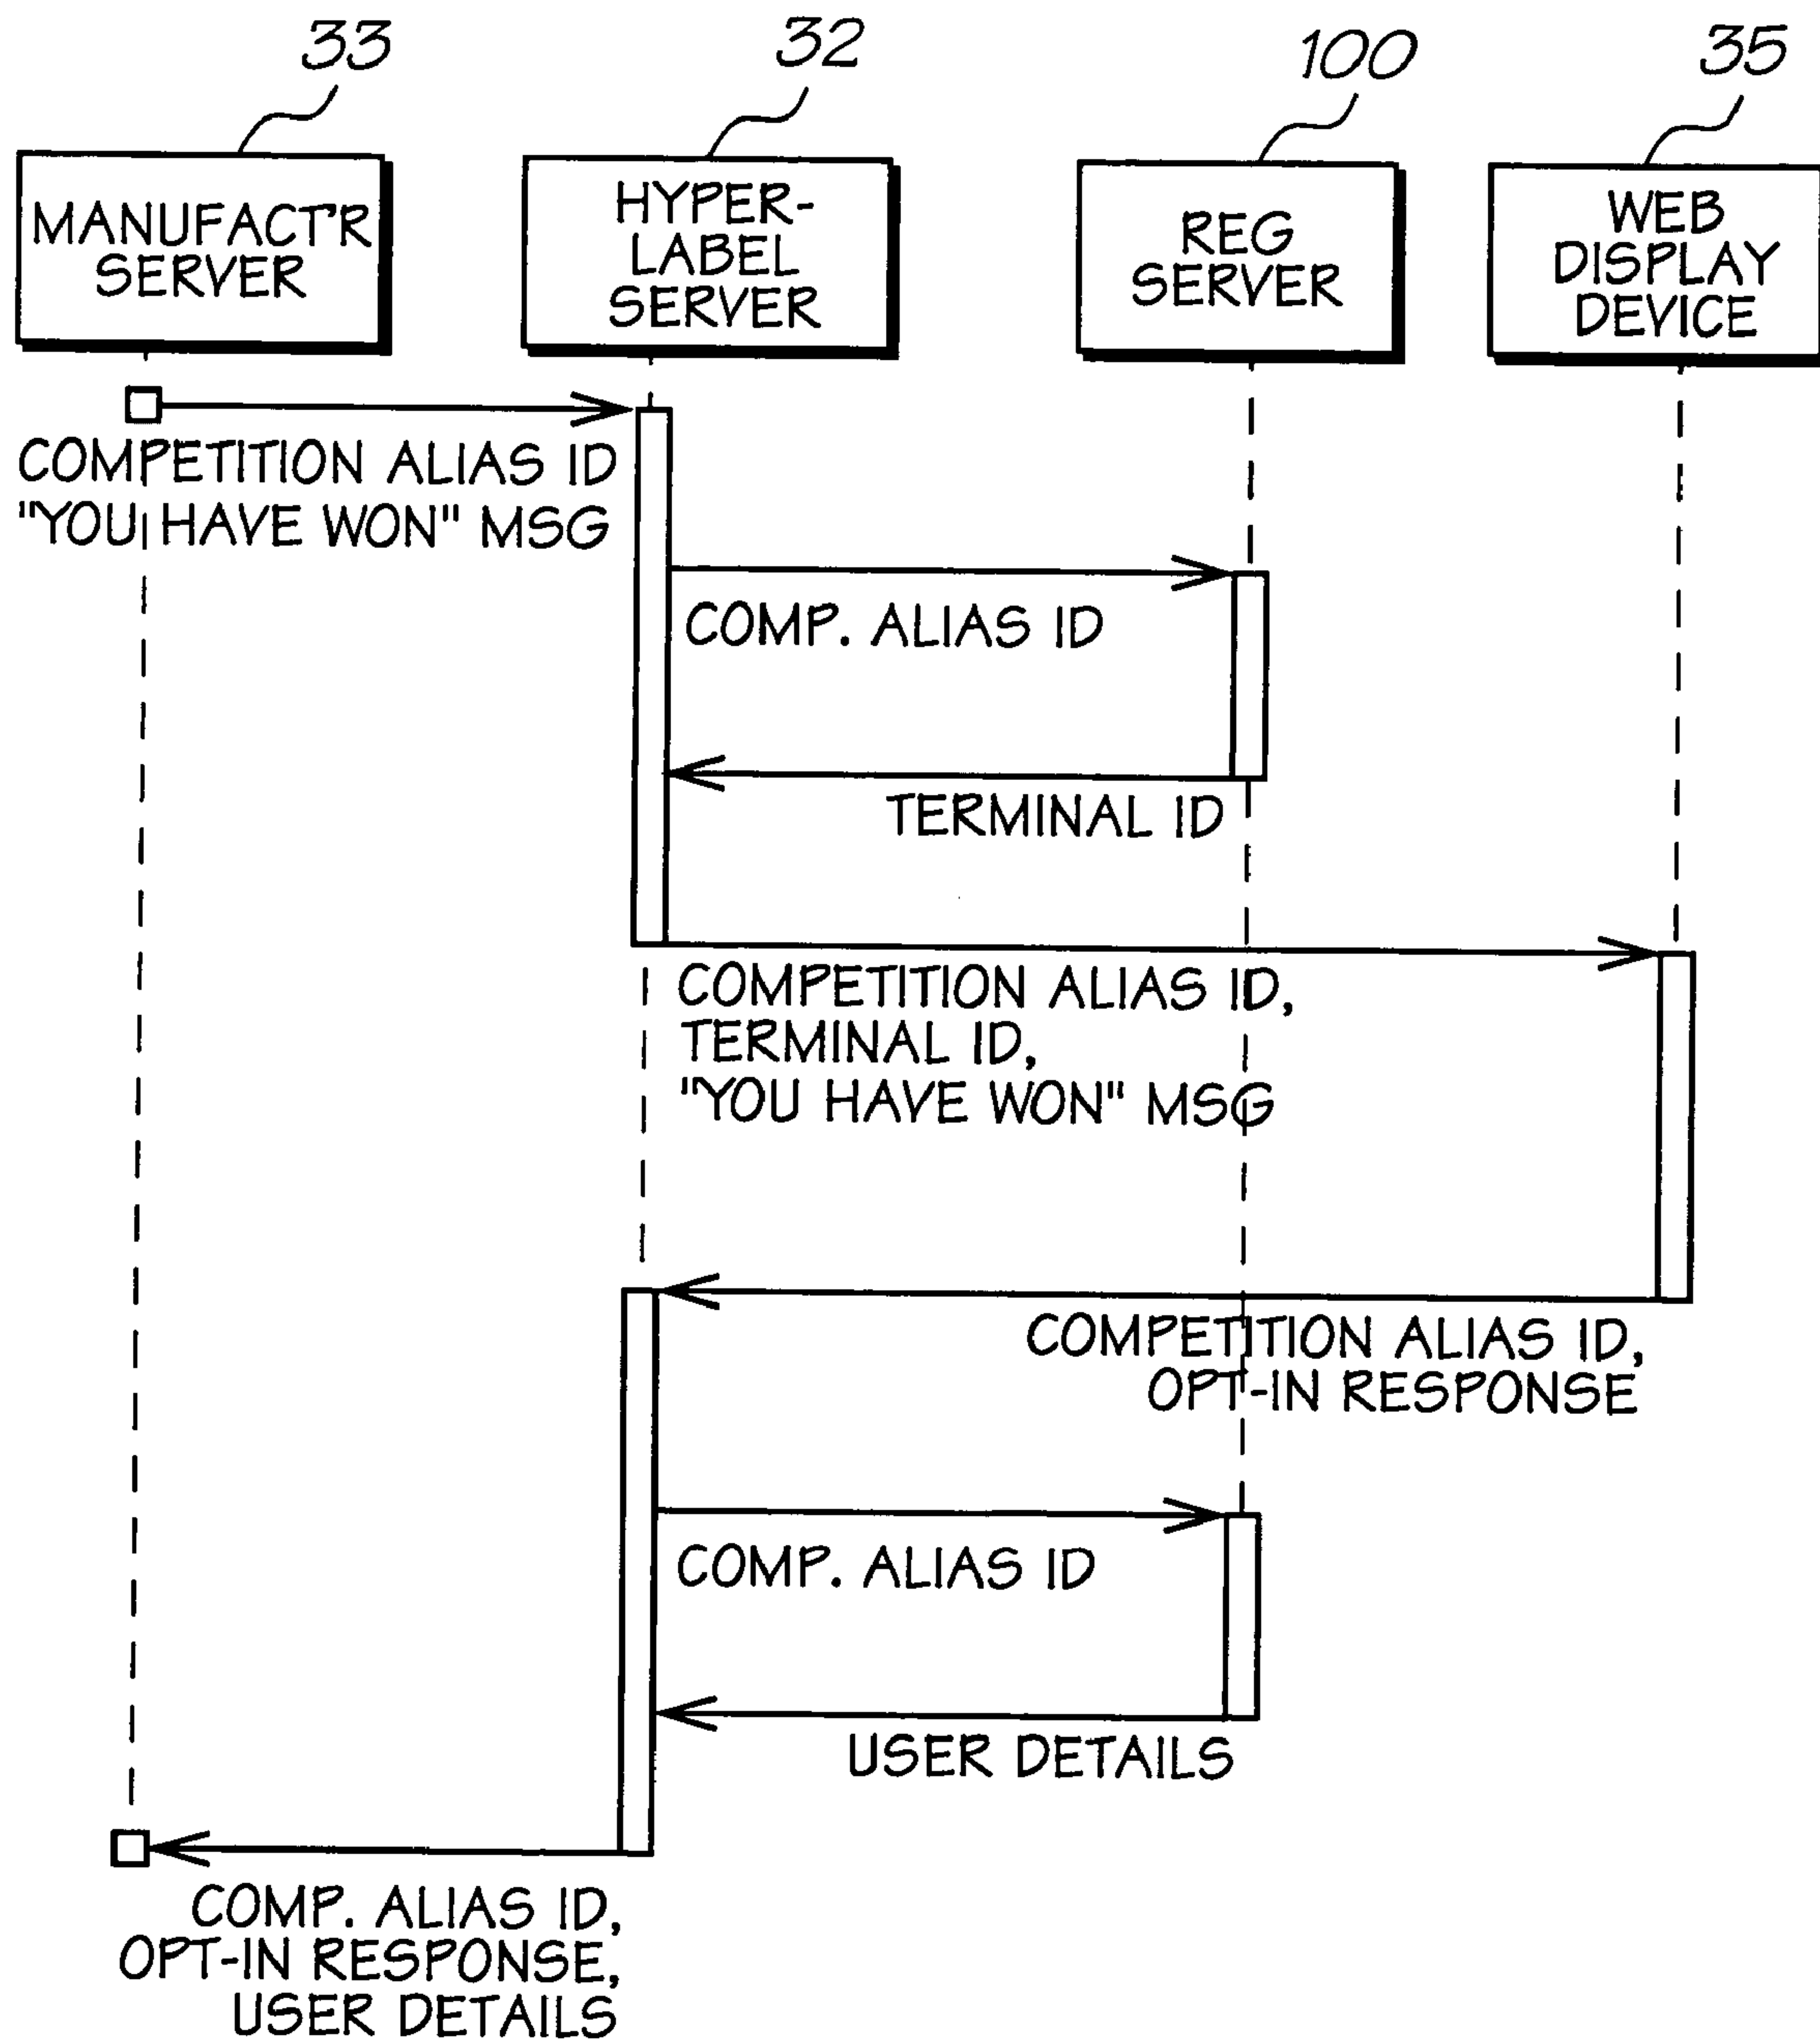 33
32
100
35
MANUFACT'R
SERVER
HYPER-
LABEL
SERVER
REG
SERVER
WEB
DISPLAY
DEVICE
COMPETITION ALIAS ID
"YOU HAVE WON" MSG
COMP. ALIAS ID
TERMINAL ID
COMPETITION ALIAS ID,
TERMINAL ID,
"YOU HAVE WON" MSG
COMPETITION ALIAS ID,
OPT-IN RESPONSE
COMP. ALIAS ID
USER DETAILS
COMP. ALIAS ID,
OPT-IN RESPONSE,
USER DETAILS